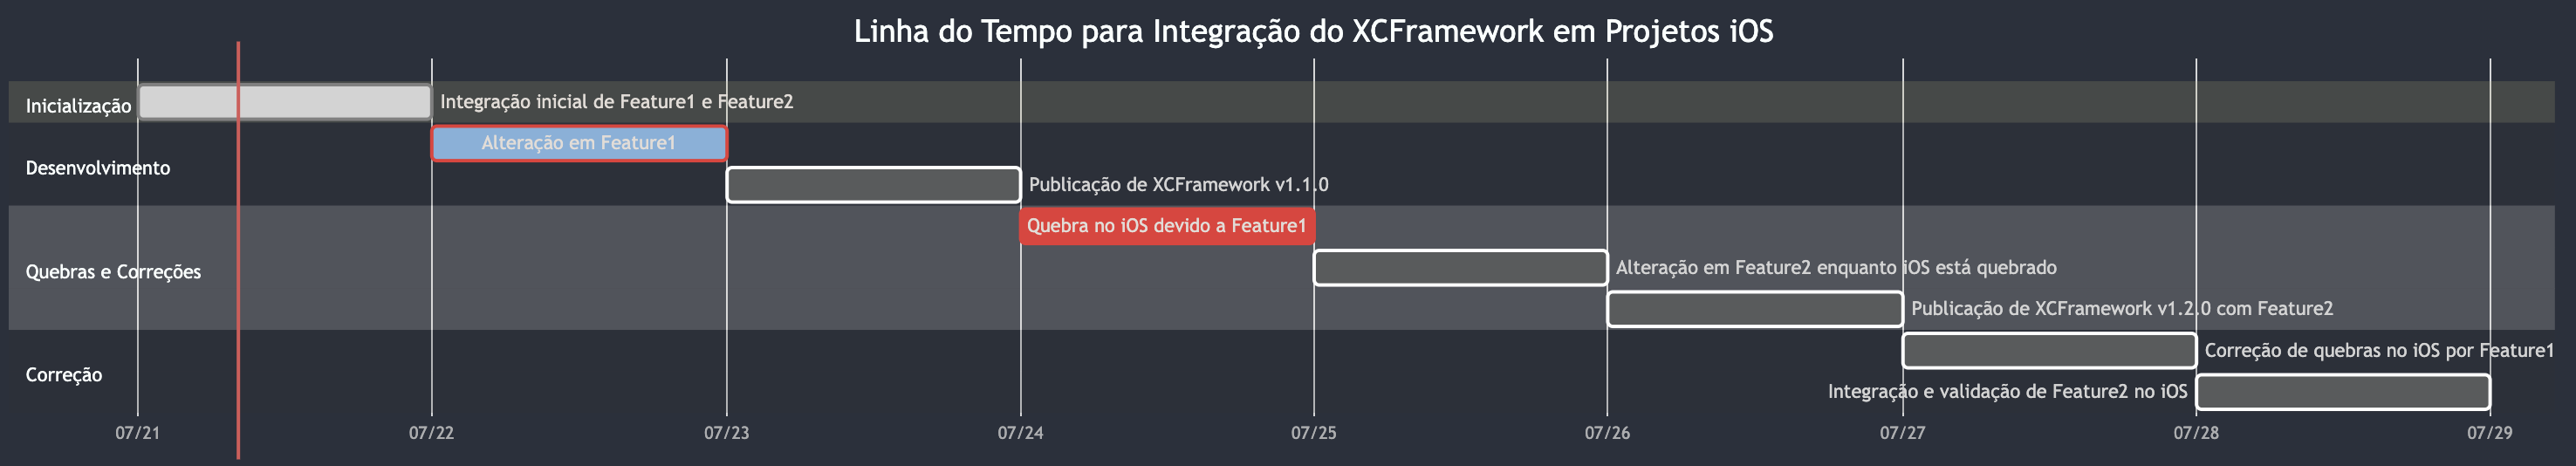 Linha do Tempo para Integração do XCFramework em Projetos iOS
Inicialização
Integração inicial de Feature1 e Feature2
Desenvolvimento
Alteração em Feature1
Publicação de XCFramework v1.1.0
Quebras e Correções
Quebra no iOS devido a Feature1
Alteração em Feature2 enquanto iOS está quebrado
Publicação de XCFramework v1.2.0 com Feature2
Correção
Correção de quebras no iOS por Feature1
Integração e validação de Feature2 no iOS
07/21 07/22 07/23 07/24 07/25 07/26 07/27 07/28 07/29